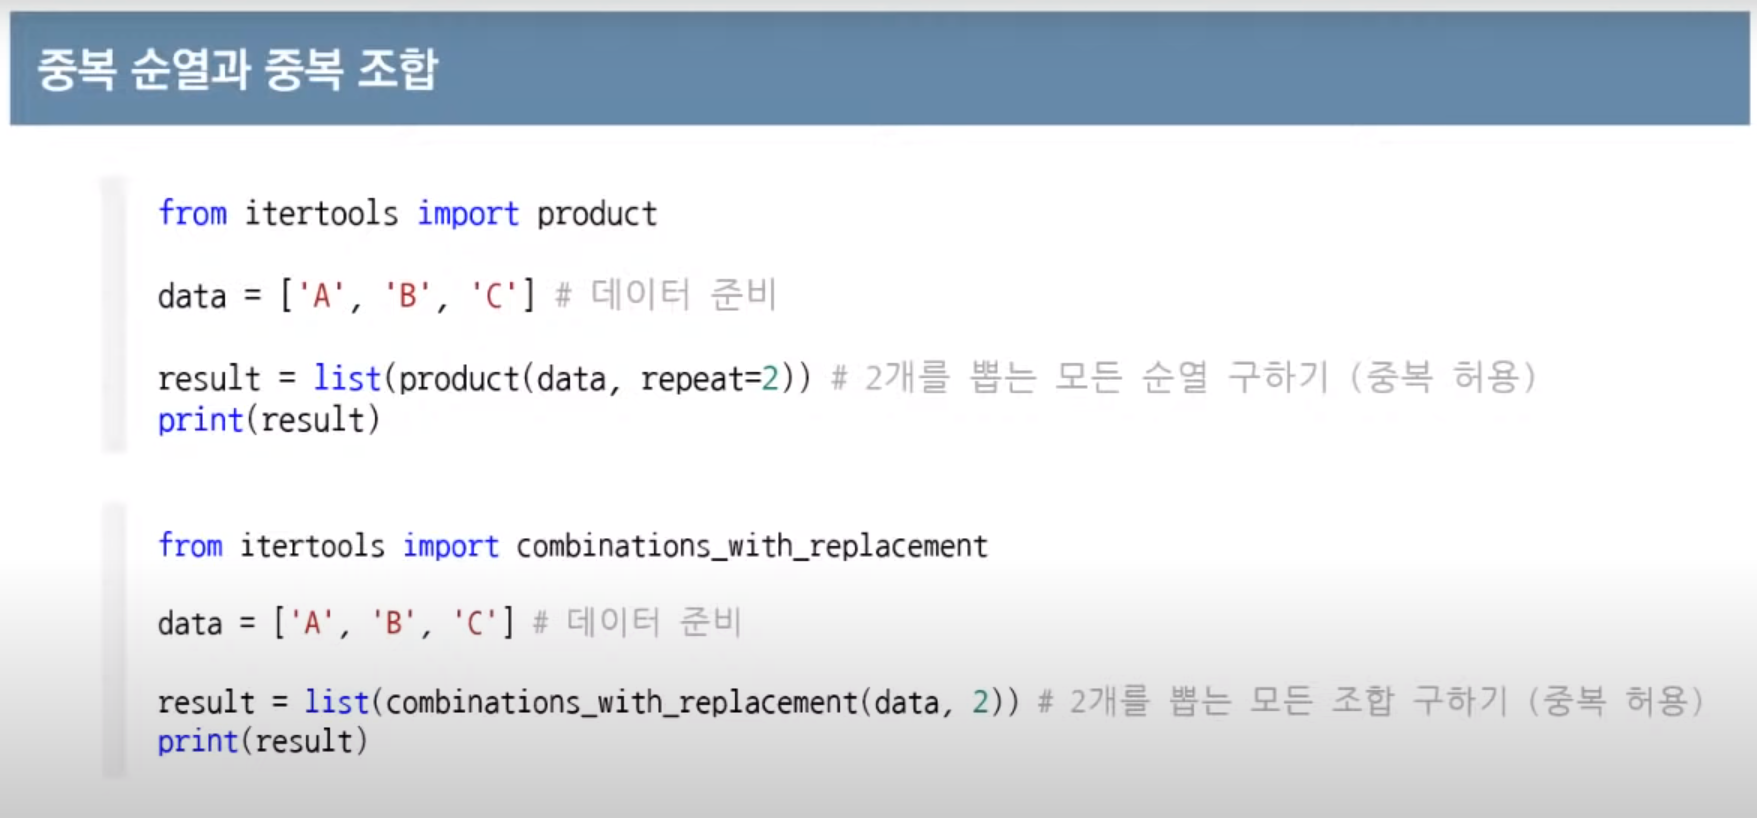 중복 순열과 중복 조합
from itertools import product
data = ['A', 'B', 'C'] # 데이터 준비
result = list(product(data, repeat=2)) # 2개를 뽑는 모든 순열 구하기 (중복 허용)
print(result)
from itertools import combinations_with_replacement
data = ['A', 'B', 'C'] # 데이터 준비
result = list(combinations_with_replacement(data, 2)) # 2개를 뽑는 모든 조합 구하기 (중복 허용)
print(result)